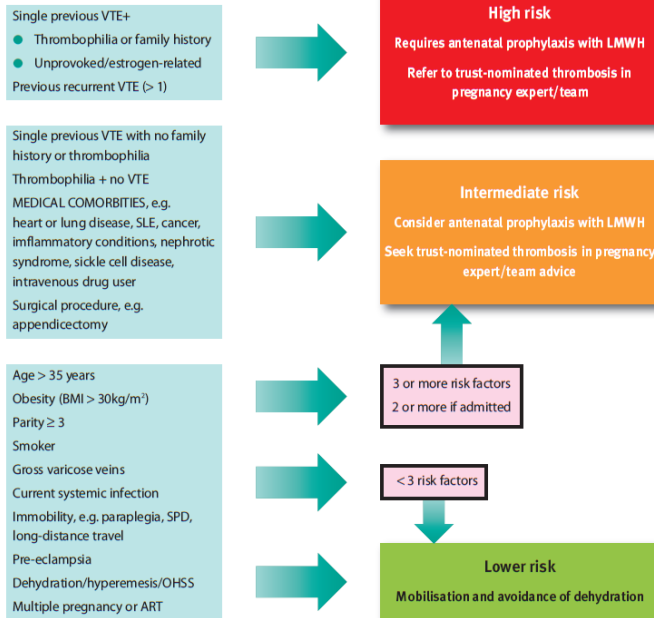 Single previous VTE+
● Thrombophilia or family history
● Unprovoked/estrogen-related
Previous recurrent VTE (> 1)
High risk
Requires antenatal prophylaxis with LMWH
Refer to trust-nominated thrombosis in
pregnancy expert/team
Single previous VTE with no family
history or thrombophilia
Thrombophilia + no VTE
MEDICAL COMORBITIES, e.g.
heart or lung disease, SLE, cancer,
inflammatory conditions, nephrotic
syndrome, sickle cell disease,
intravenous drug user
Surgical procedure, e.g.
appendicectomy
Intermediate risk
Consider antenatal prophylaxis with LMWH
Seek trust-nominated thrombosis in pregnancy
expert/team advice
Age > 35 years
Obesity (BMI > 30kg/m²)
Parity ≥ 3
Smoker
Gross varicose veins
Current systemic infection
Immobility, e.g. paraplegia, SPD,
long-distance travel
Pre-eclampsia
Dehydration/hyperemesis/OHSS
Multiple pregnancy or ART
3 or more risk factors
2 or more if admitted
< 3 risk factors
Lower risk
Mobilisation and avoidance of dehydration